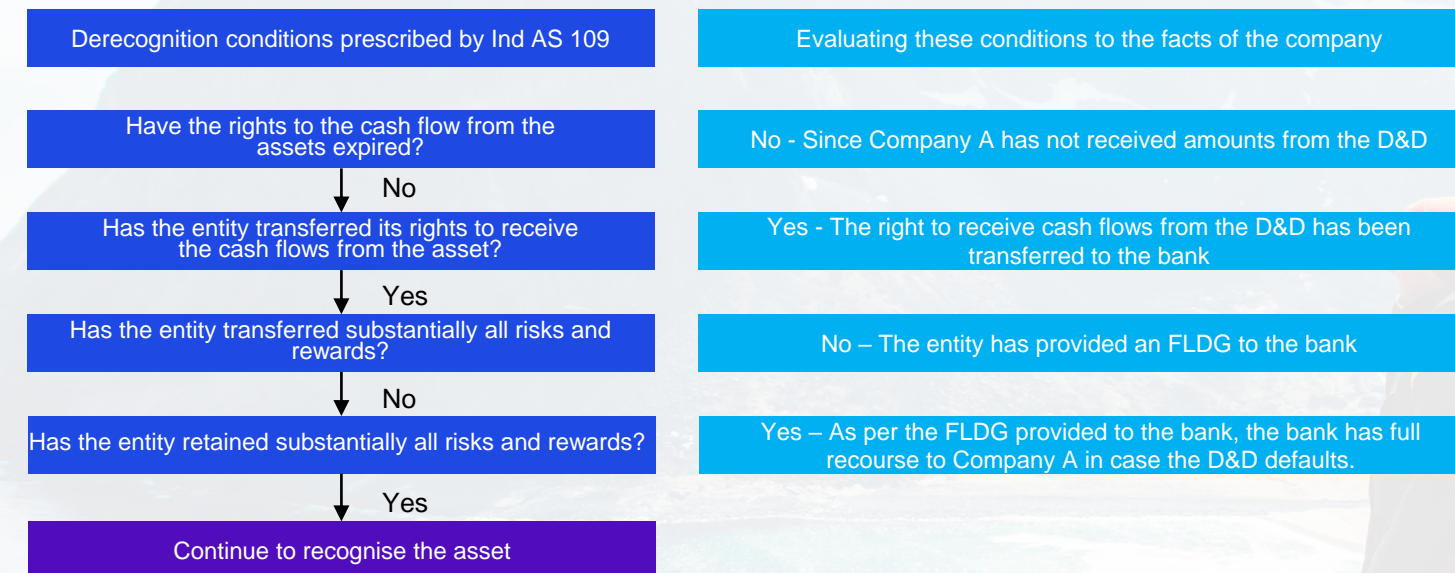 Derecognition conditions prescribed by Ind AS 109
Evaluating these conditions to the facts of the company
Have the rights to the cash flow from the
assets expired?
No - Since Company A has not received amounts from the D&D
No
Has the entity transferred its rights to receive
the cash flows from the asset?
Yes - The right to receive cash flows from the D&D has been
transferred to the bank
Yes
Has the entity transferred substantially all risks and
rewards?
No – The entity has provided an FLDG to the bank
No
Has the entity retained substantially all risks and rewards?
Yes – As per the FLDG provided to the bank, the bank has full
recourse to Company A in case the D&D defaults.
Yes
Continue to recognise the asset